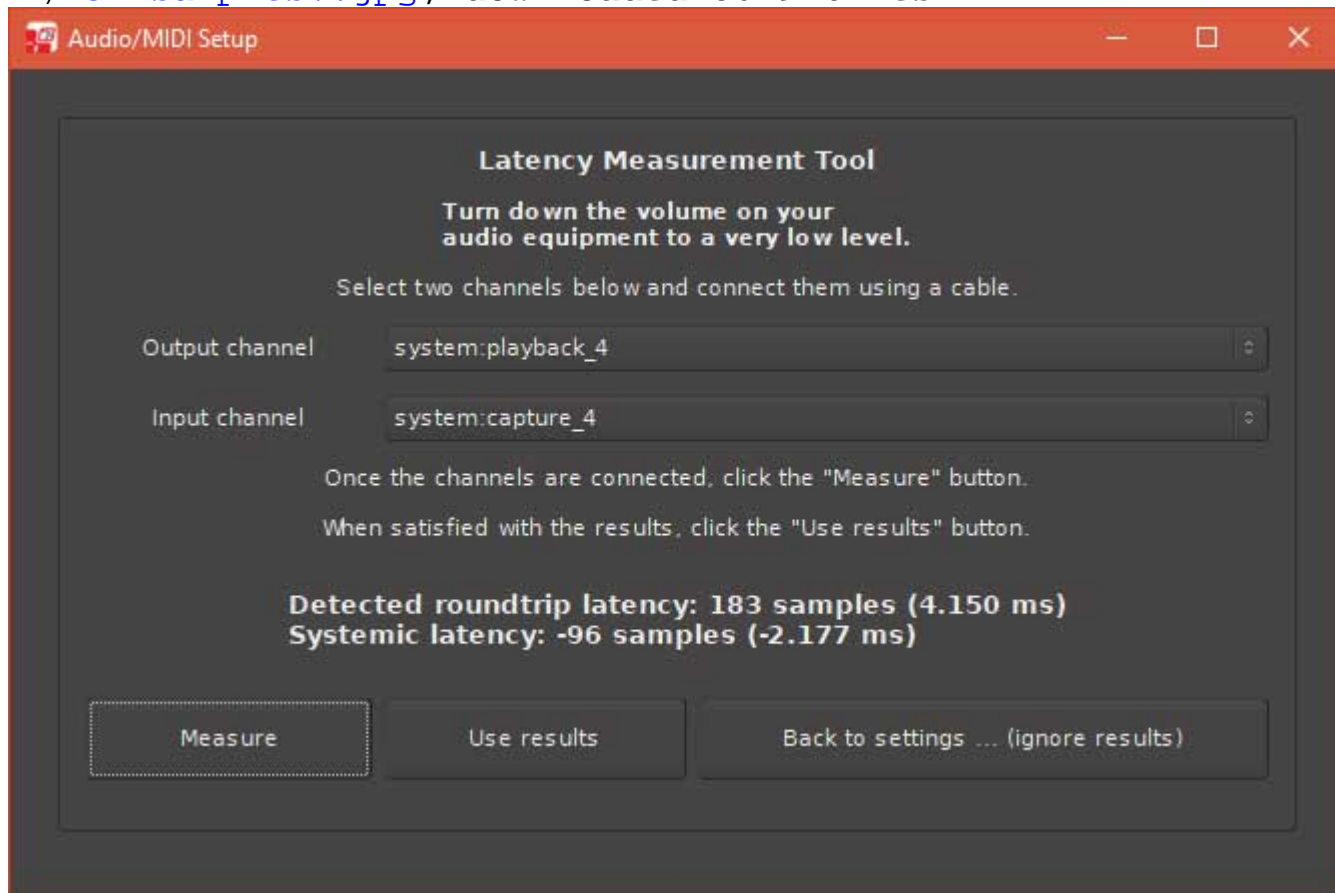 Audio/MIDI Setup
Latency Measurement Tool
Turn down the volume on your
audio equipment to a very low level.
Select two channels below and connect them using a cable.
Output channel system:playback_4
Input channel system:capture_4
Once the channels are connected, click the "Measure" button.
When satisfied with the results, click the "Use results" button.
Detected roundtrip latency: 183 samples (4.150 ms)
Systemic latency: -96 samples (-2.177 ms)
Measure Use results Back to settings ... (ignore results)